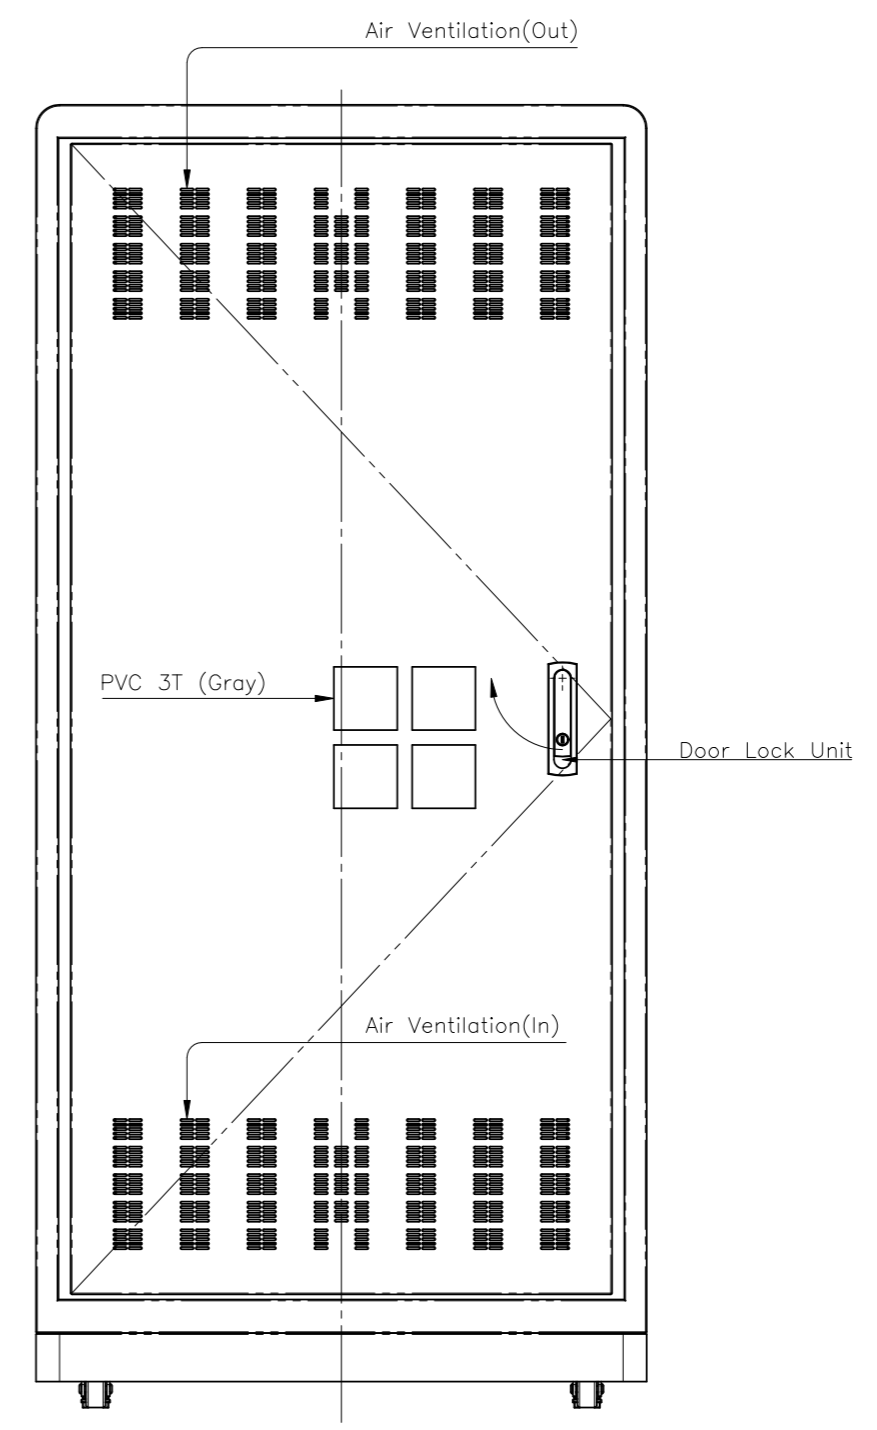 Air Ventilation(Out)
PVC 3T (Gray)
Door Lock Unit
Air Ventilation(In)